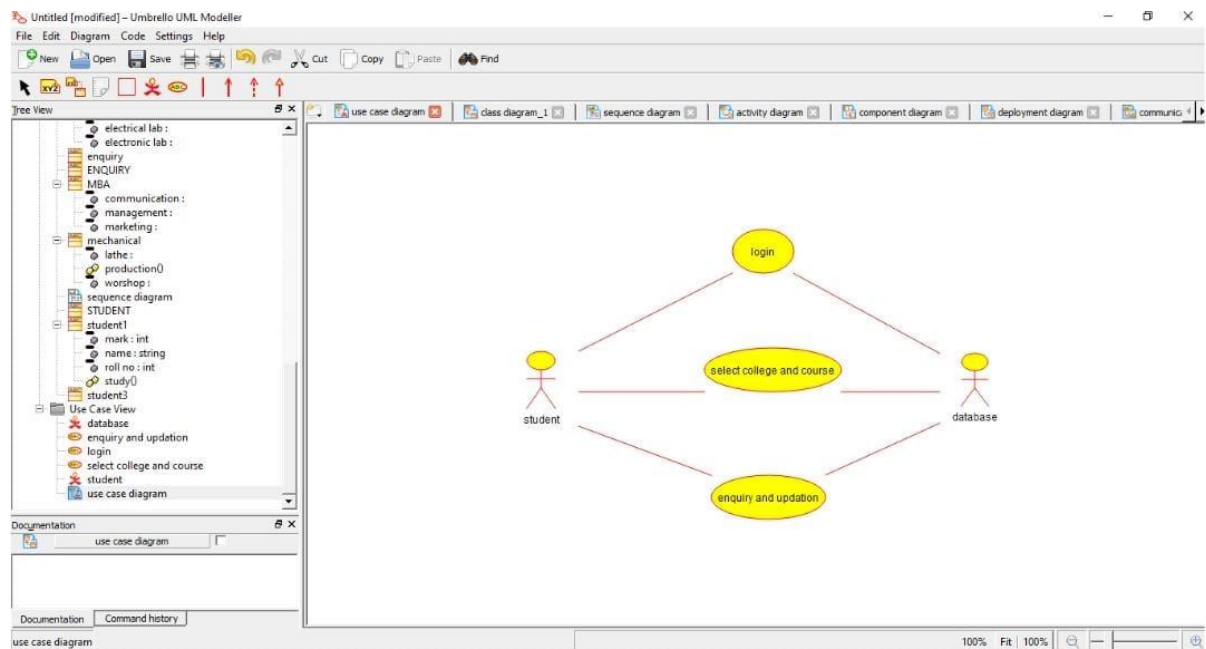 Untitled [modified] – Umbrello UML Modeller
File Edit Diagram Code Settings Help
New Open Save Cut Copy Paste Find
Tree View
use case diagram class diagram_1 sequence diagram activity diagram component diagram deployment diagram communic
electrical lab :
electronic lab :
enquiry
ENQUIRY
MBA
communication :
management :
marketing :
mechanical
lathe :
production()
worshop :
sequence diagram
STUDENT
student1
mark : int
name : string
roll no : int
study()
student3
Use Case View
database
enquiry and updation
login
select college and course
student
use case diagram
login
select college and course
student
database
enquiry and updation
Documentation
use case diagram
Documentation Command history
use case diagram
100% Fit 100%